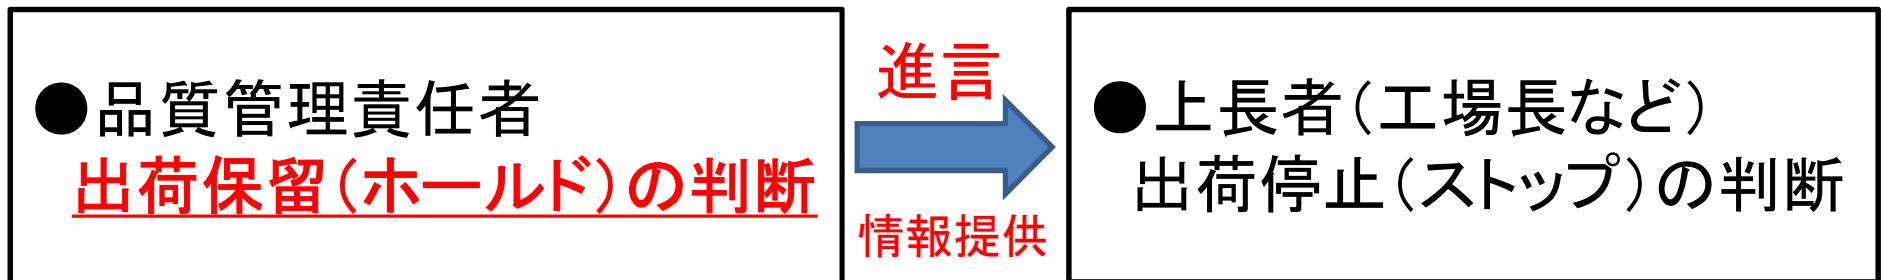 ●品質管理責任者
出荷保留(ホールド)の判断
進言
情報提供
●上長者(工場長など)
出荷停止(ストップ)の判断